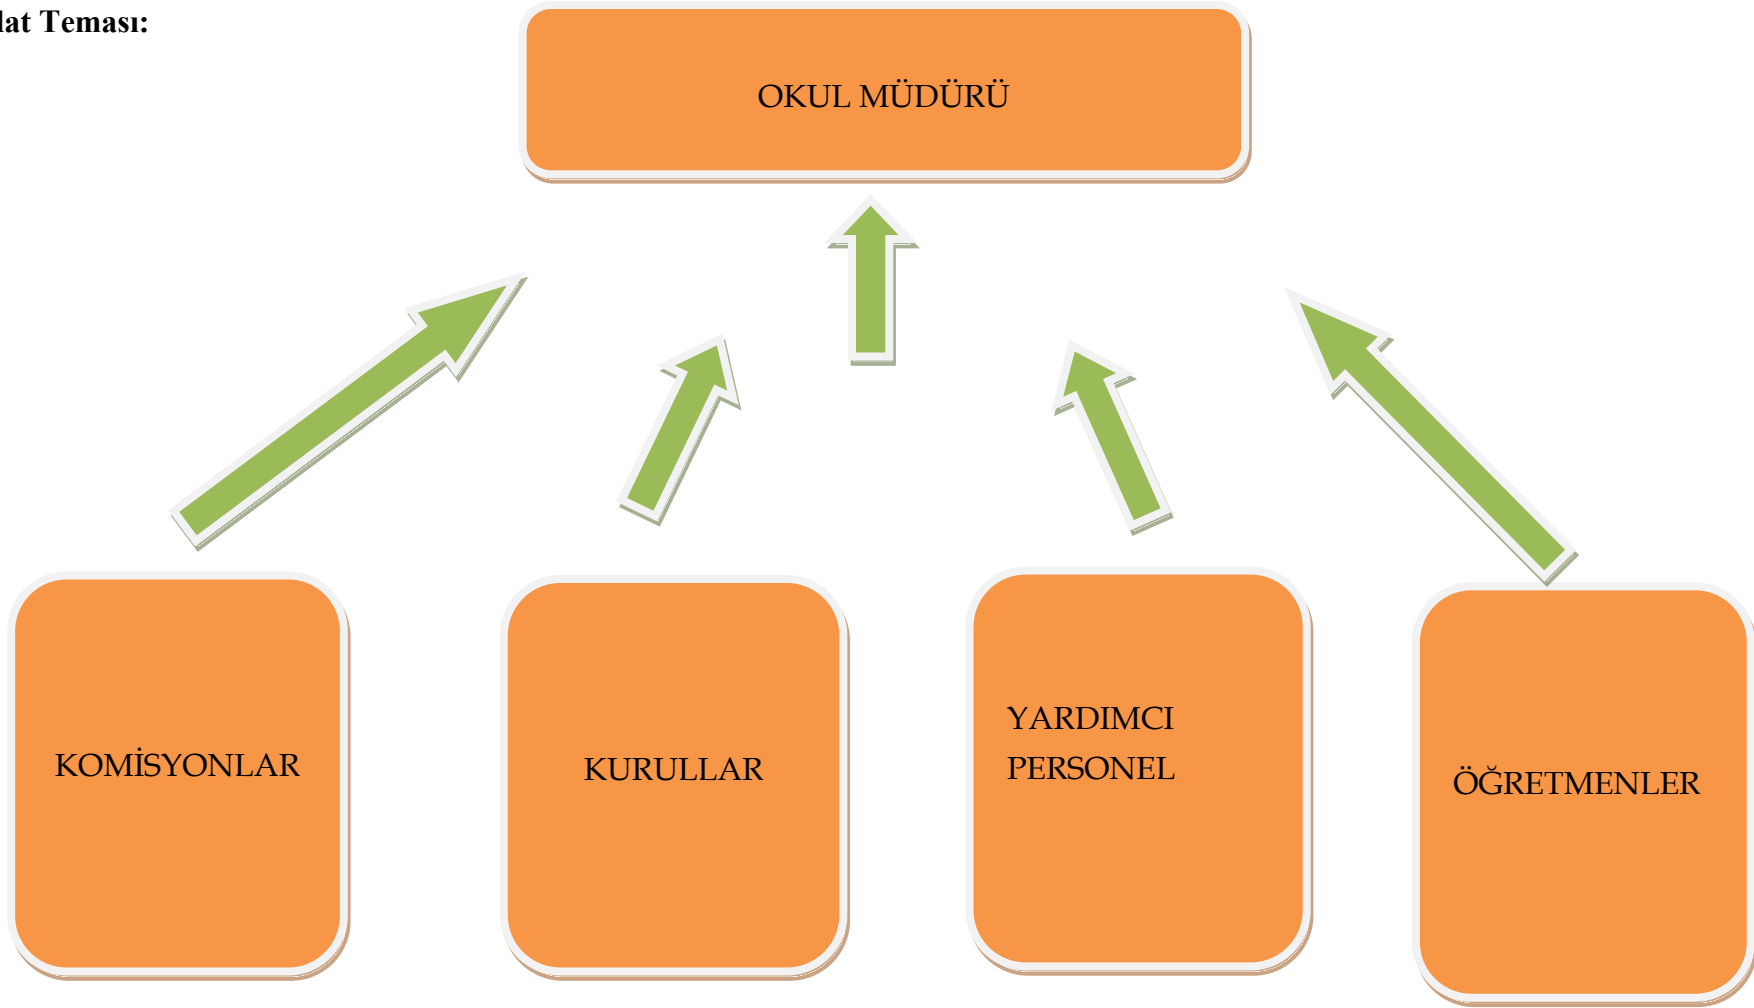 lat Teması:
OKUL MÜDÜRÜ
KOMİSYONLAR
KURULLAR
YARDIMCI
PERSONEL
ÖĞRETMENLER